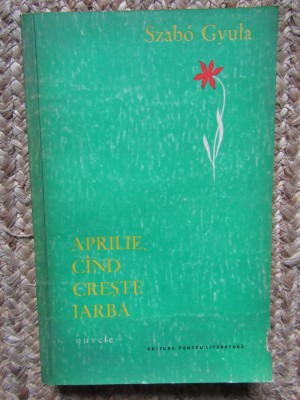 Szabó Gyula
APRILIE,
CÎND
CREȘTE
IARBA
nuvele
EDITURA PENTRU LITERATURĂ